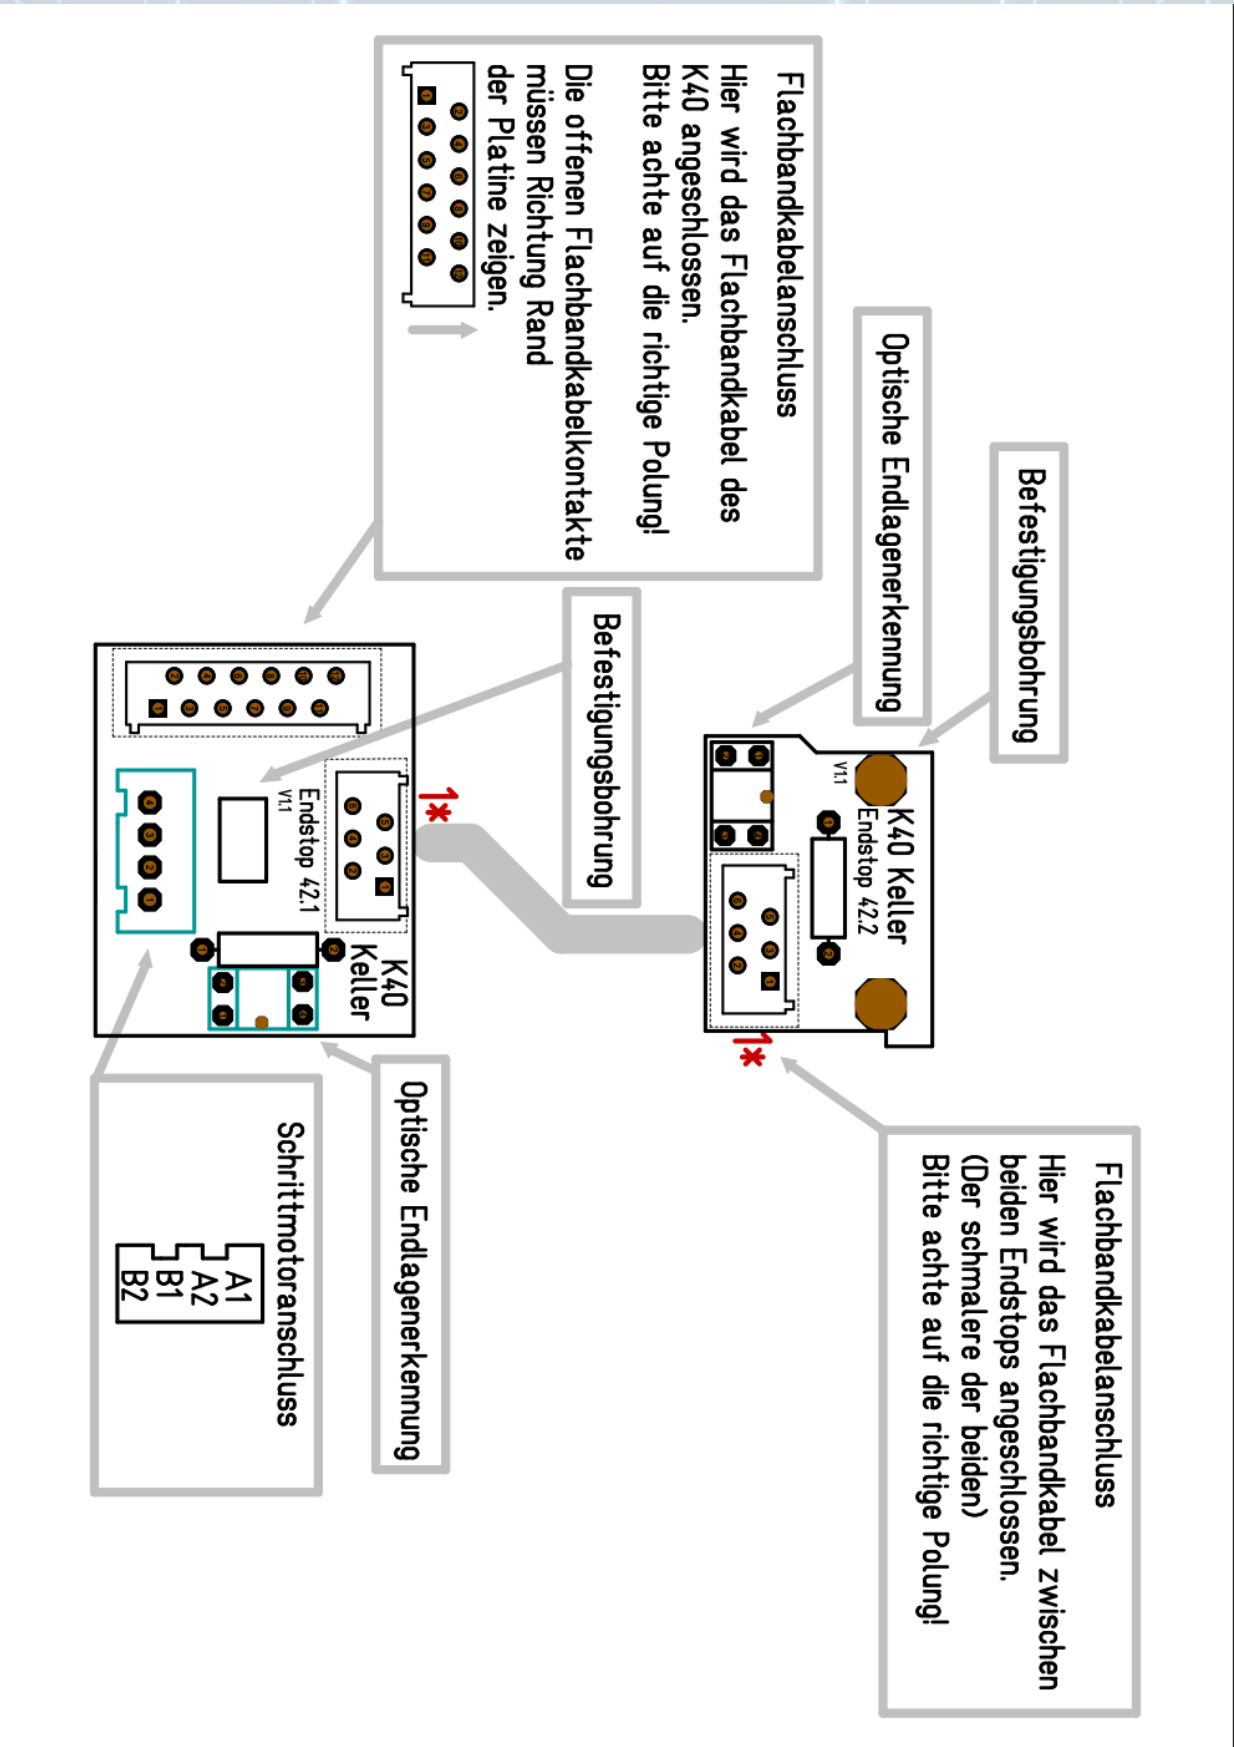 Flachbandkabelanschluss
Hier wird das Flachbandkabel zwischen
beiden Endstops angeschlossen.
(Der schmalere der beiden)
Bitte achte auf die richtige Polung!
Befestigungsbohrung
Optische Endlagenerkennung
K40 Keller
Endstop 42.2
V1.1
1*
Flachbandkabelanschluss
Hier wird das Flachbandkabel des
K40 angeschlossen.
Bitte achte auf die richtige Polung!
Die offenen Flachbandkabelkontakte
müssen Richtung Rand
der Platine zeigen.
Befestigungsbohrung
1*
K40
Keller
Endstop 42.1
V1.1
Optische Endlagenerkennung
Schrittmotoranschluss
A1
A2
B1
B2